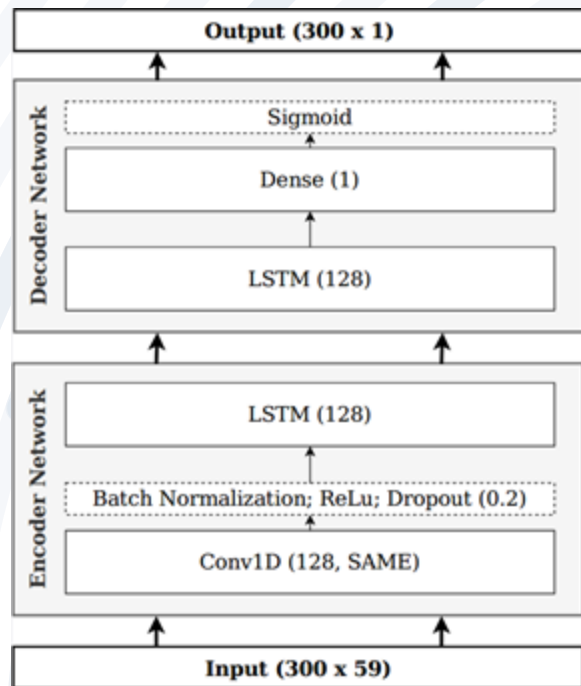 Output (300 x 1)
Decoder Network
Sigmoid
Dense (1)
LSTM (128)
Encoder Network
LSTM (128)
Batch Normalization; ReLu; Dropout (0.2)
Conv1D (128, SAME)
Input (300 x 59)